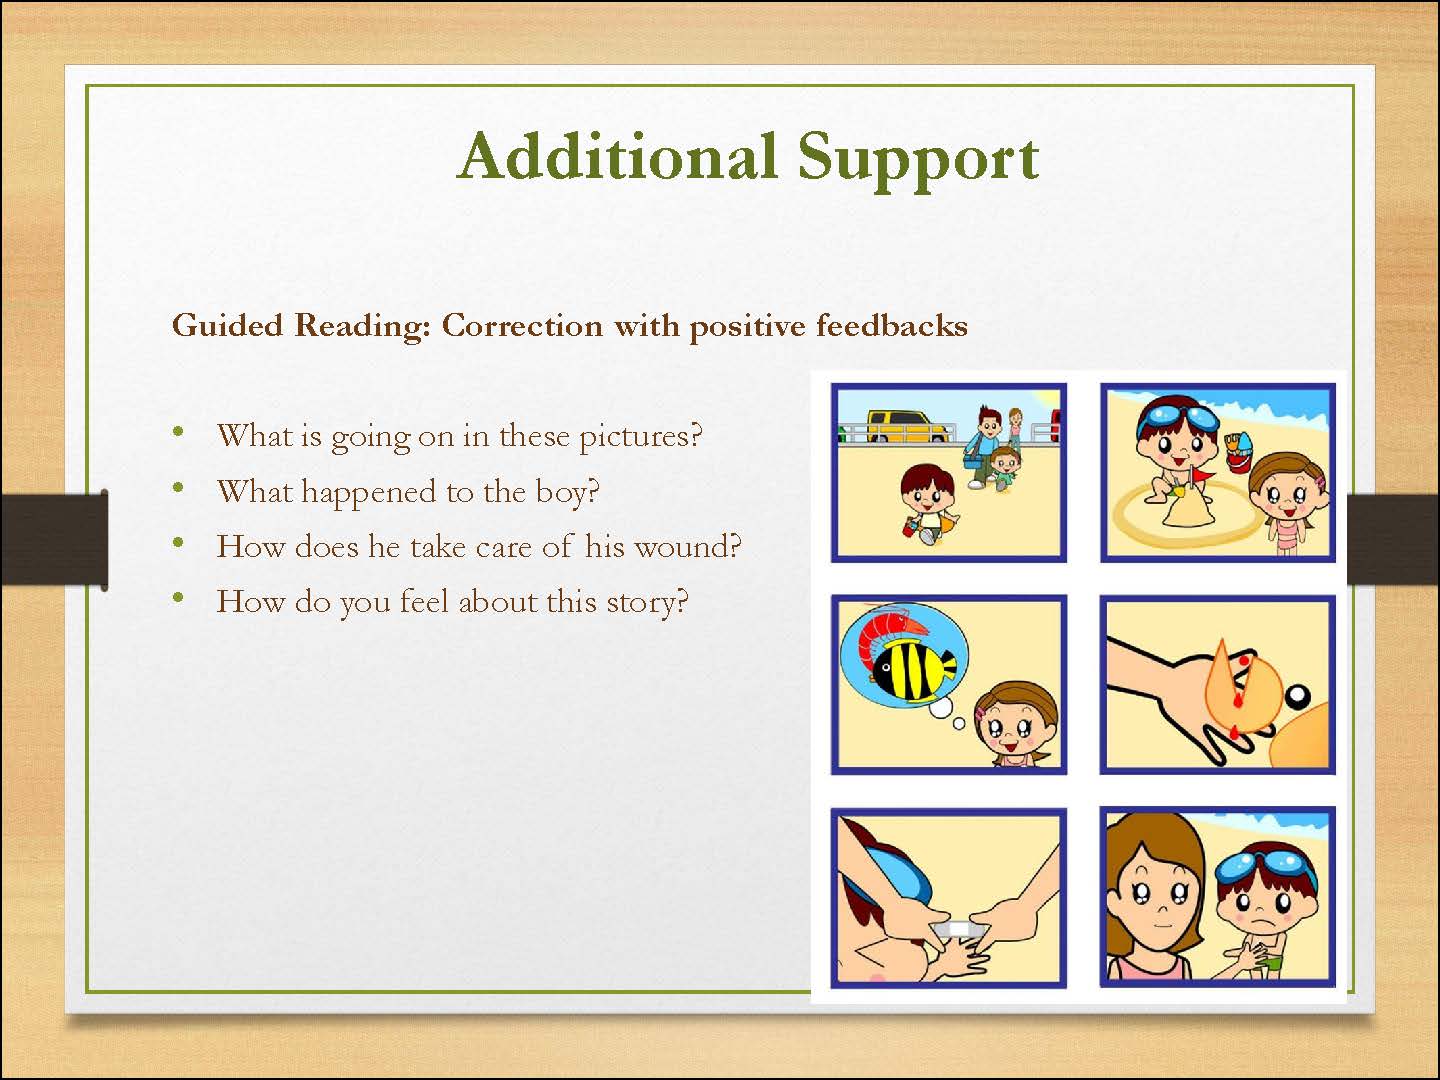 Additional Support
Guided Reading: Correction with positive feedbacks
• What is going on in these pictures?
• What happened to the boy?
• How does he take care of his wound?
• How do you feel about this story?